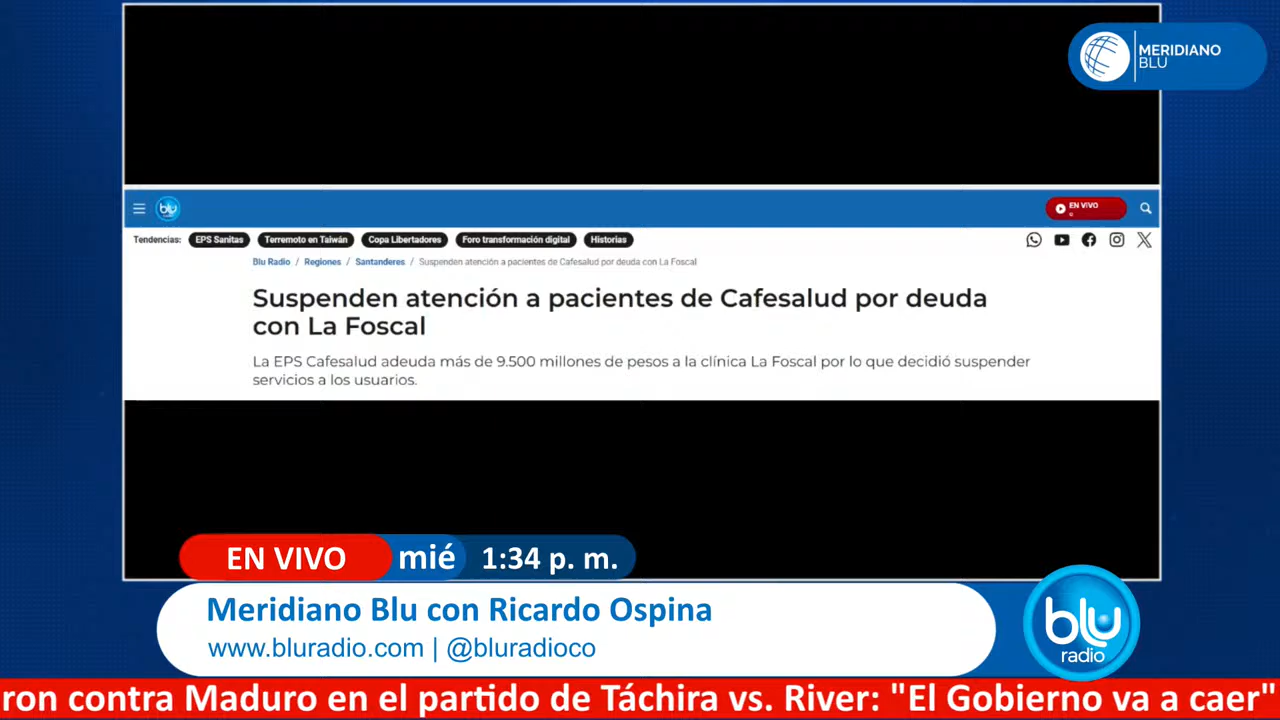 MERIDIANO
BLU
blu
radio
EN VIVO
Tendencias: EPS Sanitas Terremoto en Taiwán Copa Libertadores Foro transformación digital Historias
Blu Radio / Regiones / Santanderes / Suspenden atención a pacientes de Cafesalud por deuda con La Foscal
Suspenden atención a pacientes de Cafesalud por deuda
con La Foscal
La EPS Cafesalud adeuda más de 9.500 millones de pesos a la clínica La Foscal por lo que decidió suspender
servicios a los usuarios.
EN VIVO mié 1:34 p. m.
Meridiano Blu con Ricardo Ospina
www.bluradio.com | @bluradioco
blu
radio
ron contra Maduro en el partido de Táchira vs. River: "El Gobierno va a caer"